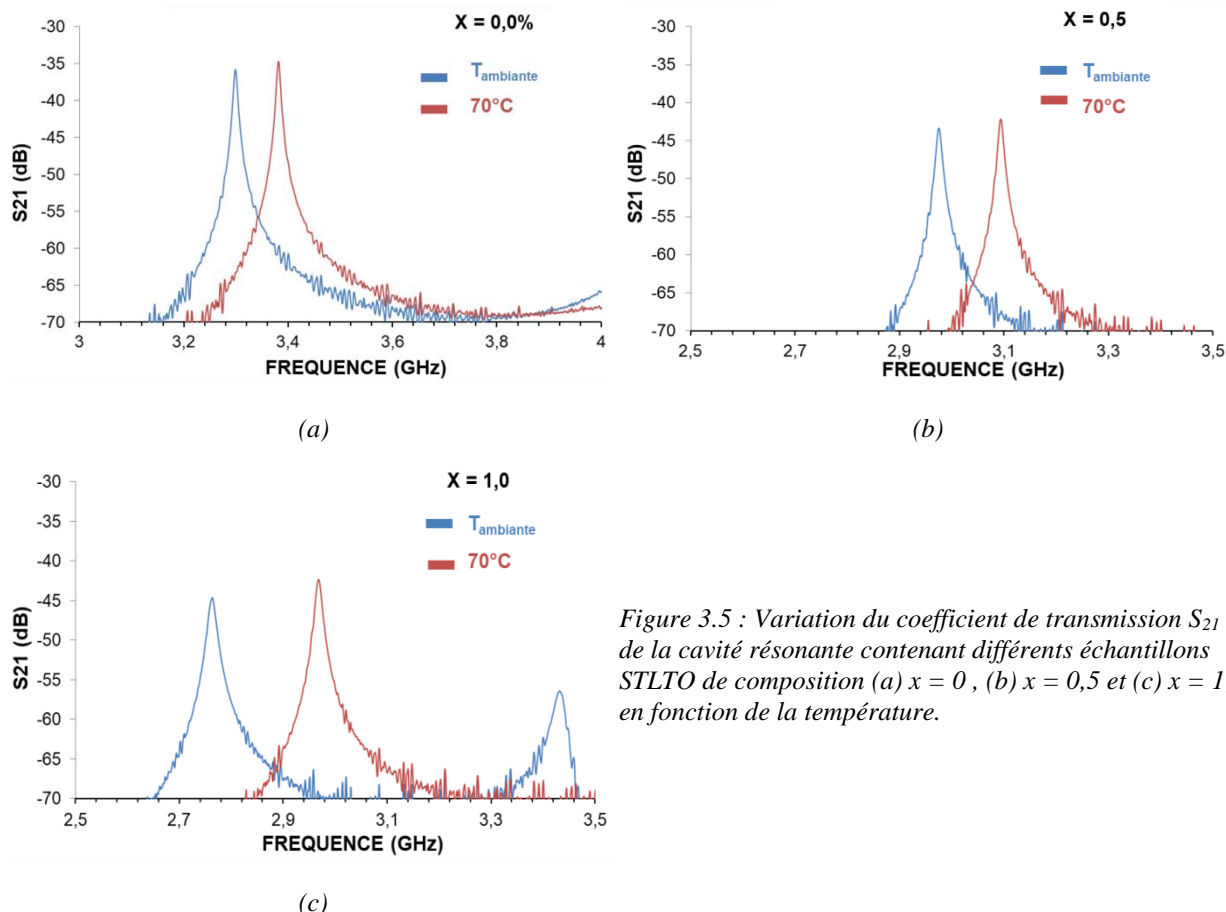 X = 0,0%
-30
-35
-40
-45
-50
-55
-60
-65
-70
S21 (dB)
T ambiante
70°C
3
3,2
3,4
3,6
3,8
4
FREQUENCE (GHz)
(a)
X = 0,5
-30
-35
-40
-45
-50
-55
-60
-65
-70
S21 (dB)
T ambiante
70°C
2,5
2,7
2,9
3,1
3,3
3,5
FREQUENCE (GHz)
(b)
X = 1,0
-30
-35
-40
-45
-50
-55
-60
-65
-70
S21 (dB)
T ambiante
70°C
2,5
2,7
2,9
3,1
3,3
3,5
FREQUENCE (GHz)
(c)
Figure 3.5 : Variation du coefficient de transmission S21
de la cavité résonante contenant différents échantillons
STLTO de composition (a) x = 0 , (b) x = 0,5 et (c) x = 1
en fonction de la température.